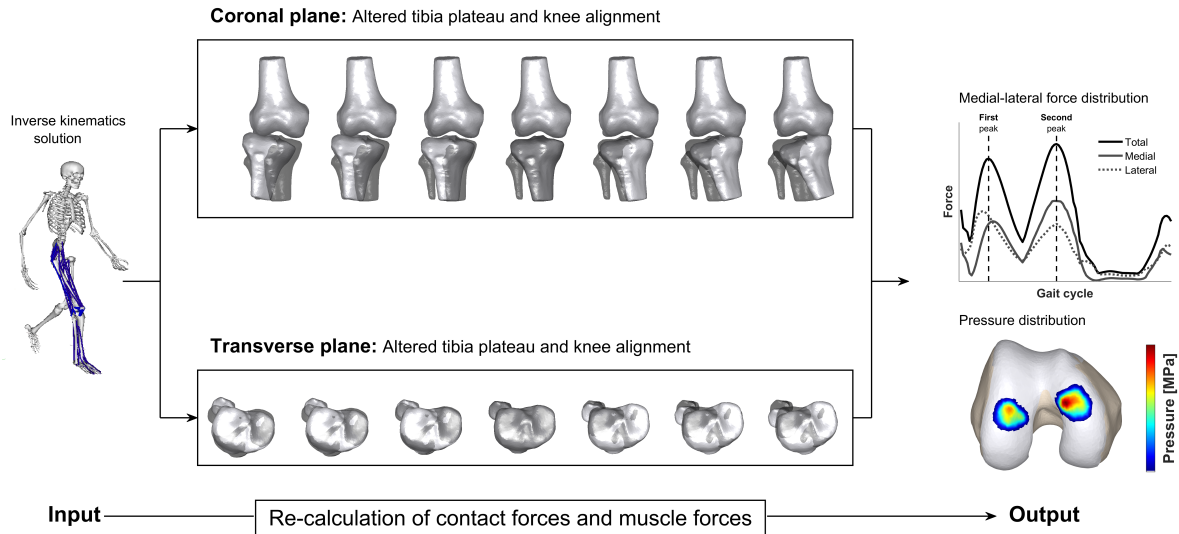 Coronal plane: Altered tibia plateau and knee alignment
Inverse kinematics
solution
Medial-lateral force distribution
First
peak
Second
peak
Total
Medial
Lateral
Force
Gait cycle
Transverse plane: Altered tibia plateau and knee alignment
Pressure distribution
Pressure [MPa]
Input
Re-calculation of contact forces and muscle forces
Output